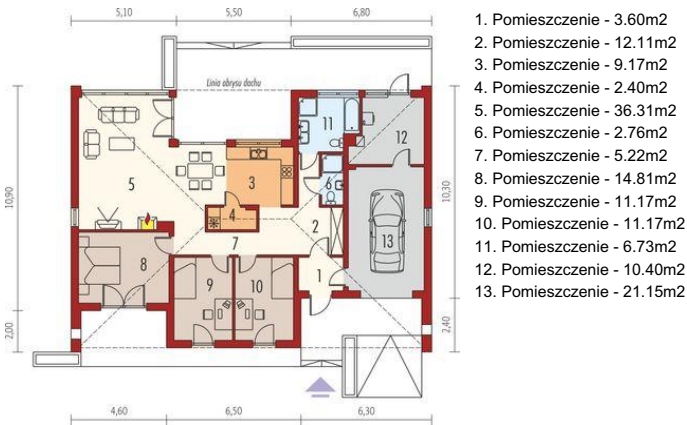 5,10 5,50 6,80
Linia obrysu dachu
10,90
2,00
10,30
2,40
11
12
3
6
5
4
2
13
7
8
9
10
1
4,60 6,50 6,30
1. Pomieszczenie - 3.60m2
2. Pomieszczenie - 12.11m2
3. Pomieszczenie - 9.17m2
4. Pomieszczenie - 2.40m2
5. Pomieszczenie - 36.31m2
6. Pomieszczenie - 2.76m2
7. Pomieszczenie - 5.22m2
8. Pomieszczenie - 14.81m2
9. Pomieszczenie - 11.17m2
10. Pomieszczenie - 11.17m2
11. Pomieszczenie - 6.73m2
12. Pomieszczenie - 10.40m2
13. Pomieszczenie - 21.15m2